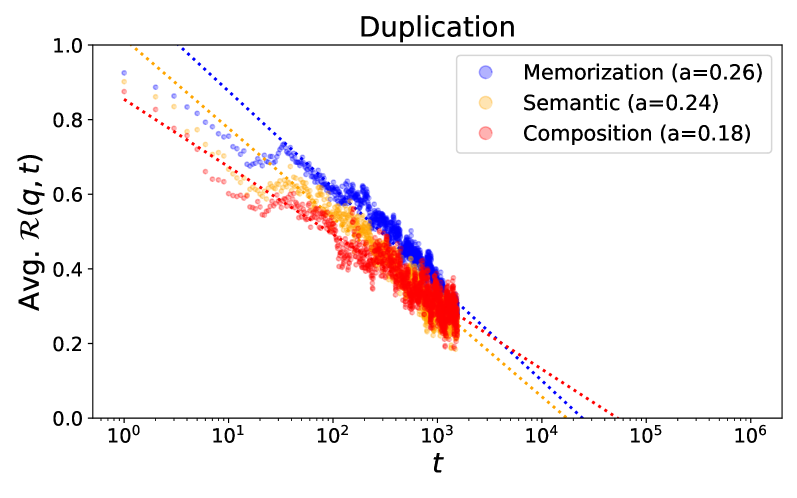 Duplication
Avg. $\mathcal{R}(q, t)$
1.0
0.8
0.6
0.4
0.2
0.0
Memorization (a=0.26)
Semantic (a=0.24)
Composition (a=0.18)
10⁰ 10¹ 10² 10³ 10⁴ 10⁵ 10⁶
t